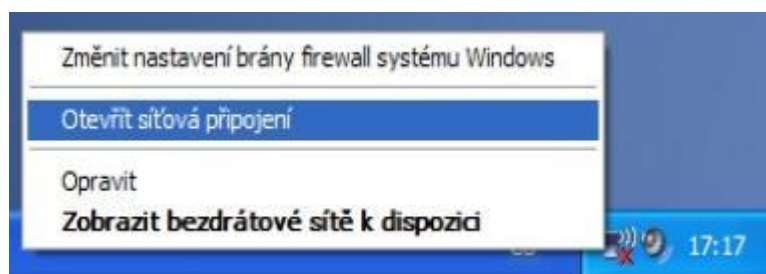 Změnit nastavení brány firewall systému Windows
Otevřít síťová připojení
Opravit
Zobrazit bezdrátové sítě k dispozici
17:17